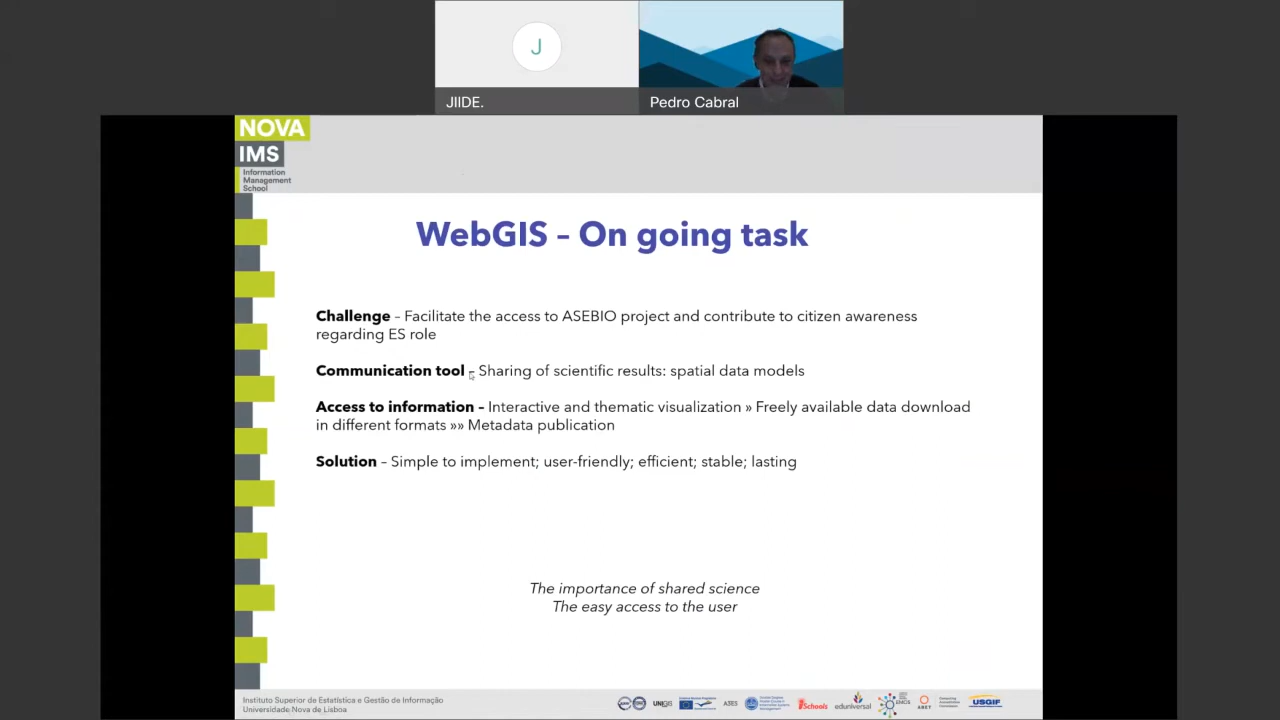 J
JIIDE.
Pedro Cabral
NOVA
IMS
Information
Management
School
WebGIS – On going task
Challenge – Facilitate the access to ASEBIO project and contribute to citizen awareness
regarding ES role
Communication tool – Sharing of scientific results: spatial data models
Access to information – Interactive and thematic visualization » Freely available data download
in different formats »» Metadata publication
Solution – Simple to implement; user-friendly; efficient; stable; lasting
The importance of shared science
The easy access to the user
Instituto Superior de Estatística e Gestão de Informação
Universidade Nova de Lisboa
UNIGIS
A3ES
iSchools
eduniversal
USGIF